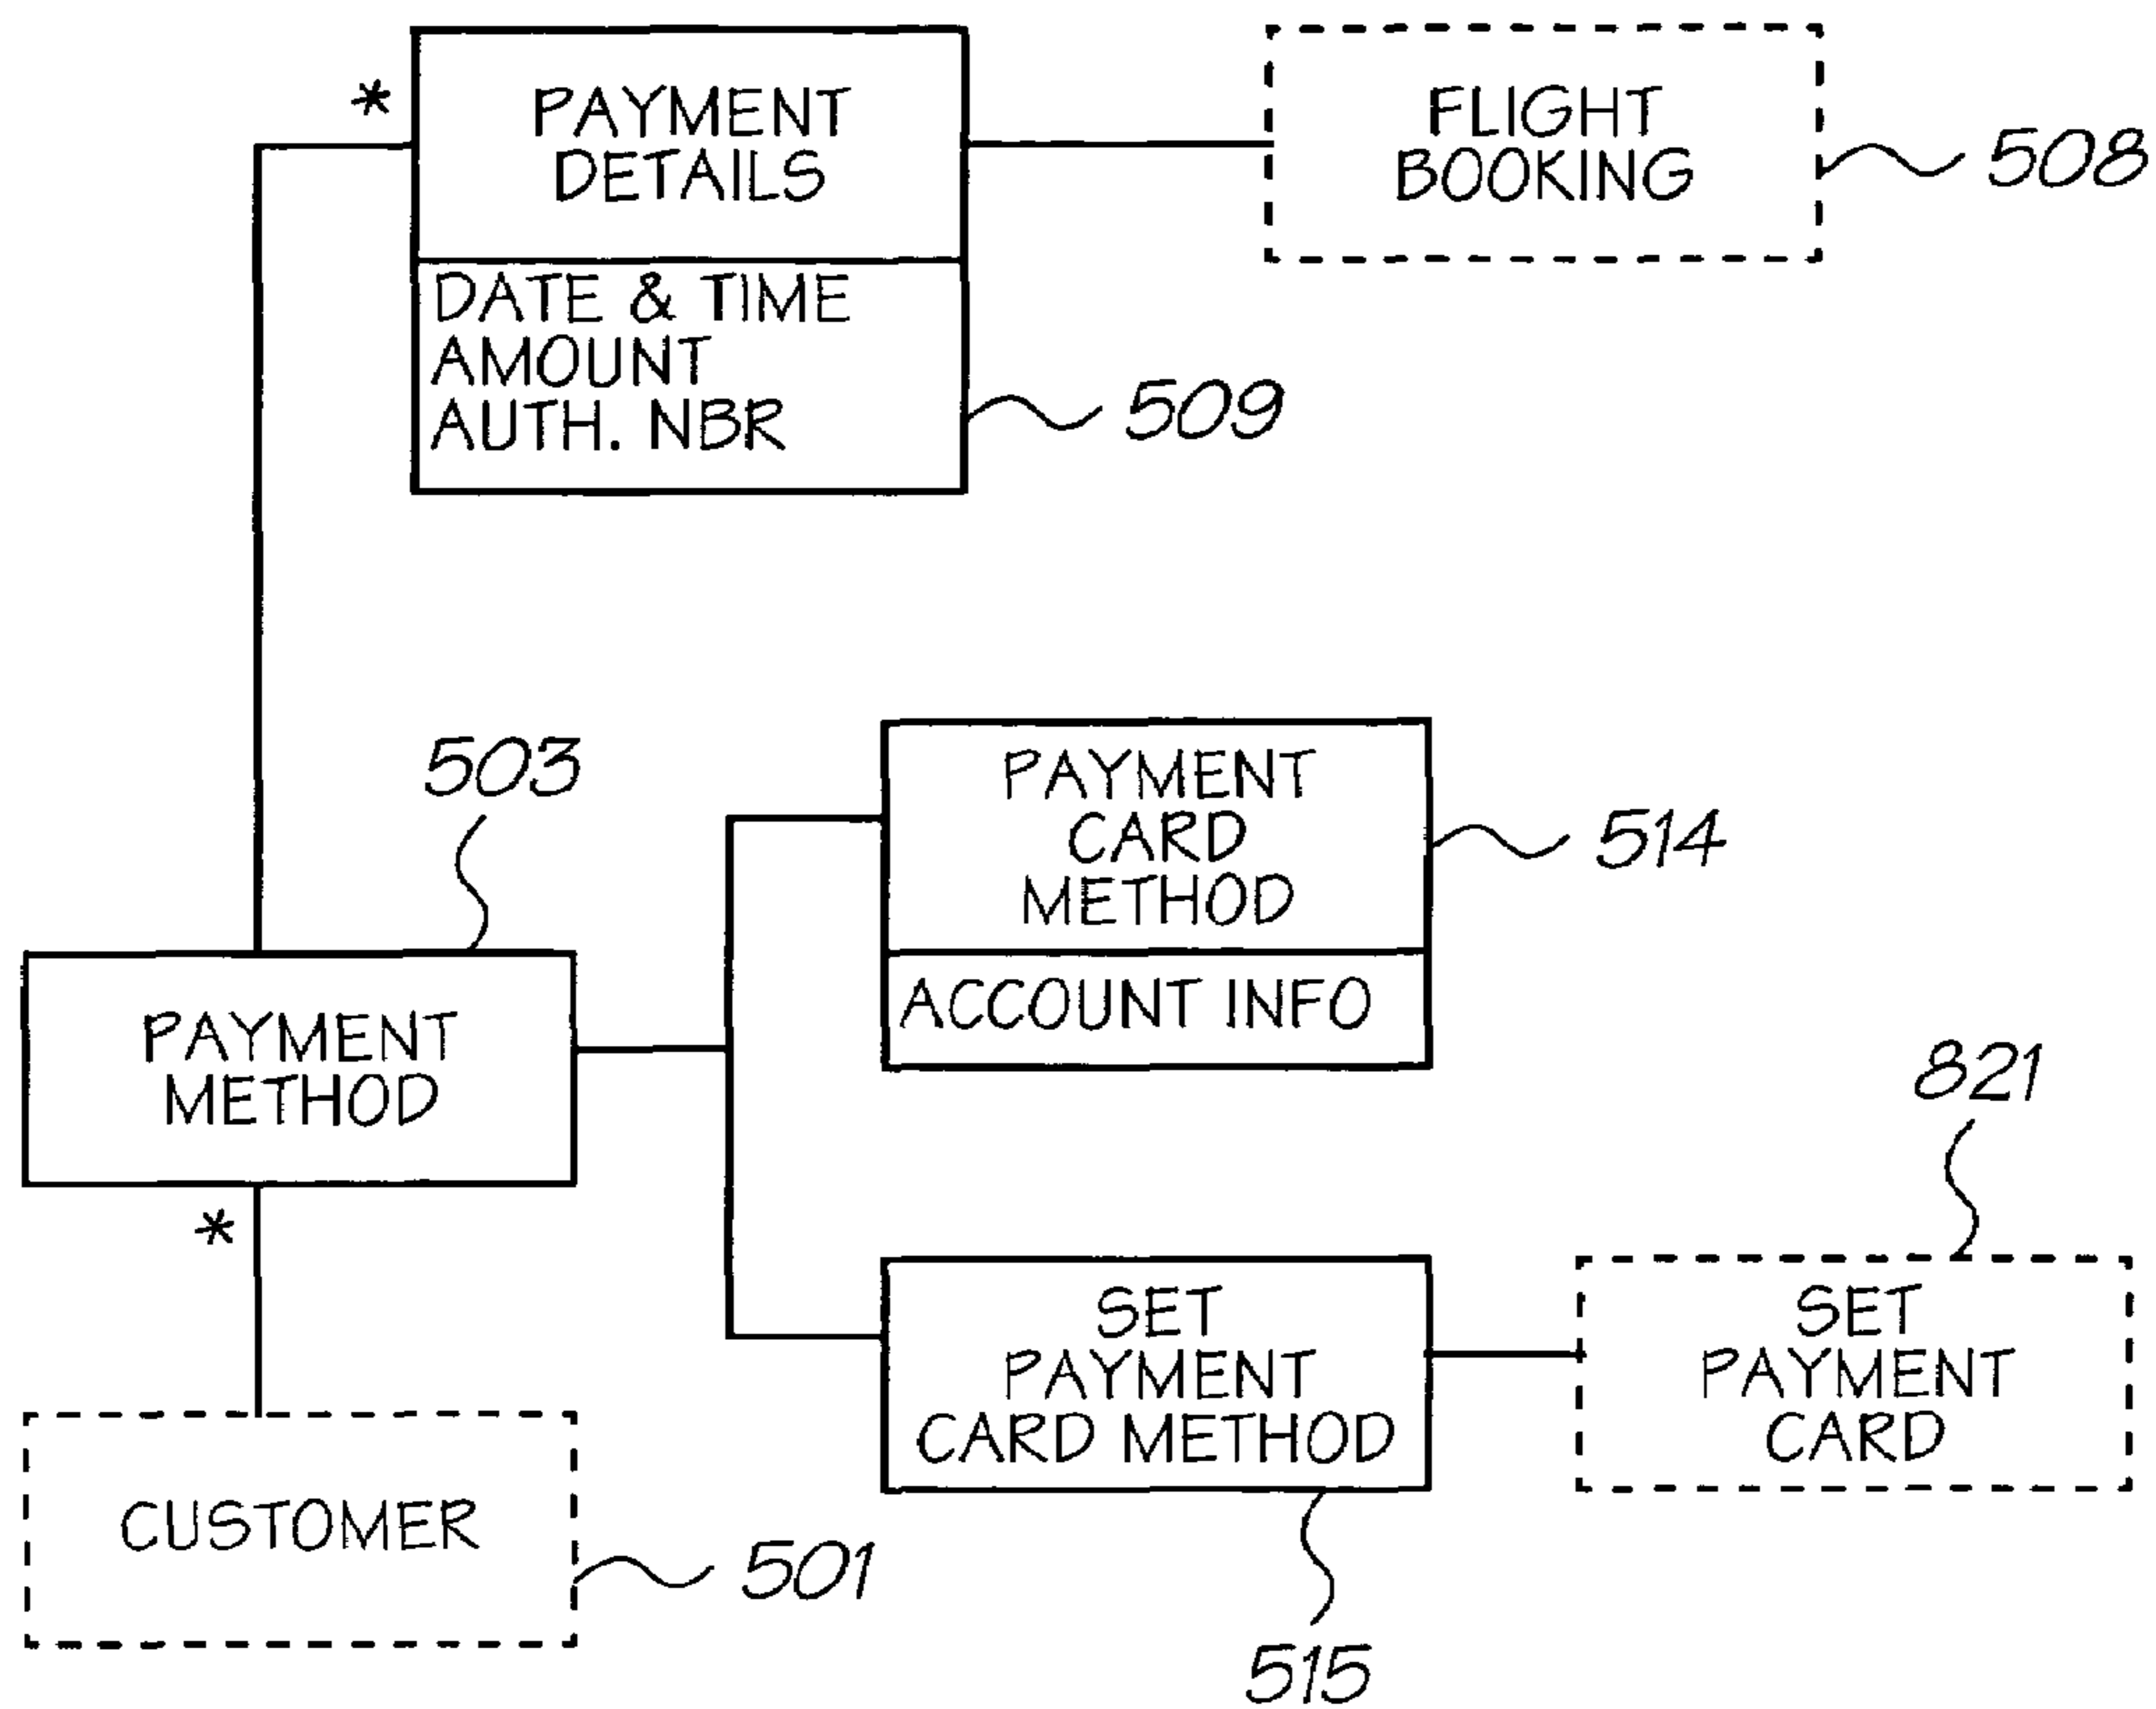 *
PAYMENT
DETAILS
FLIGHT
BOOKING
508
DATE & TIME
AMOUNT
AUTH. NBR
509
503
PAYMENT
CARD
METHOD
514
ACCOUNT INFO
PAYMENT
METHOD
821
*
SET
PAYMENT
CARD METHOD
SET
PAYMENT
CARD
CUSTOMER
501
515